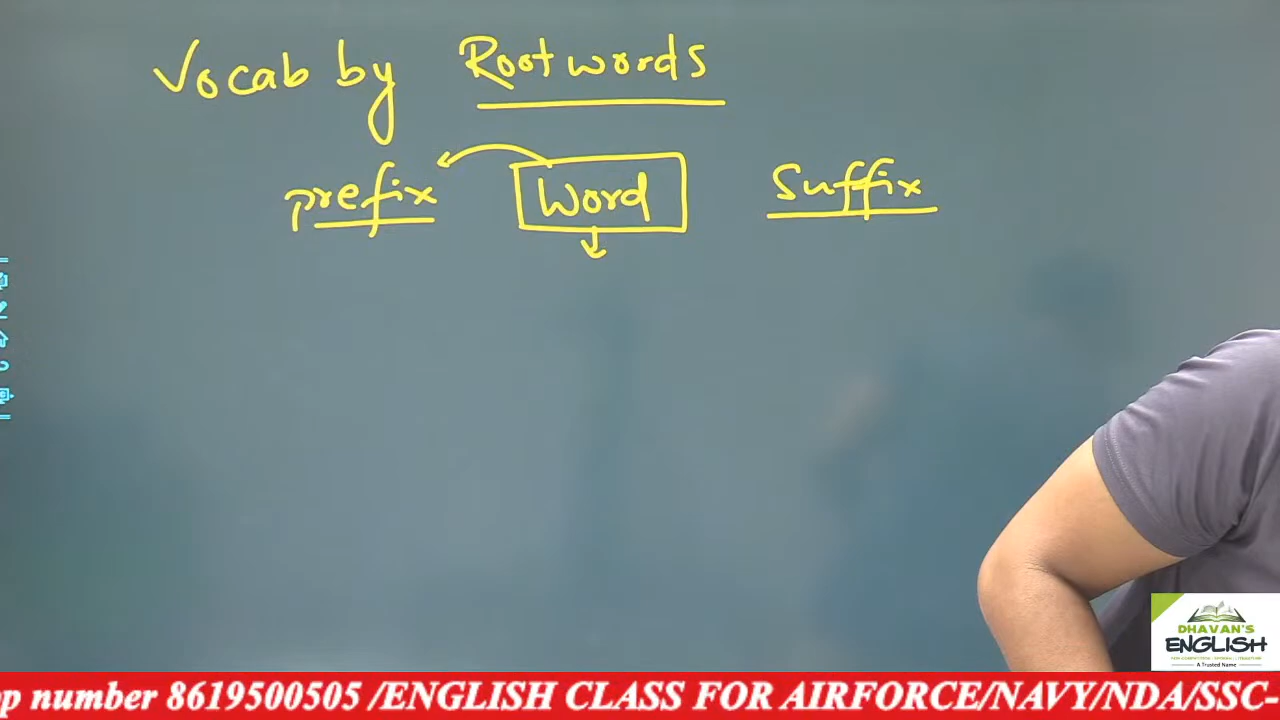 Vocab by Rootwords
prefix Word Suffix
DHAVAN'S
ENGLISH
A Trusted Name
pp number 8619500505 /ENGLISH CLASS FOR AIRFORCE/NAVY/NDA/SSC-